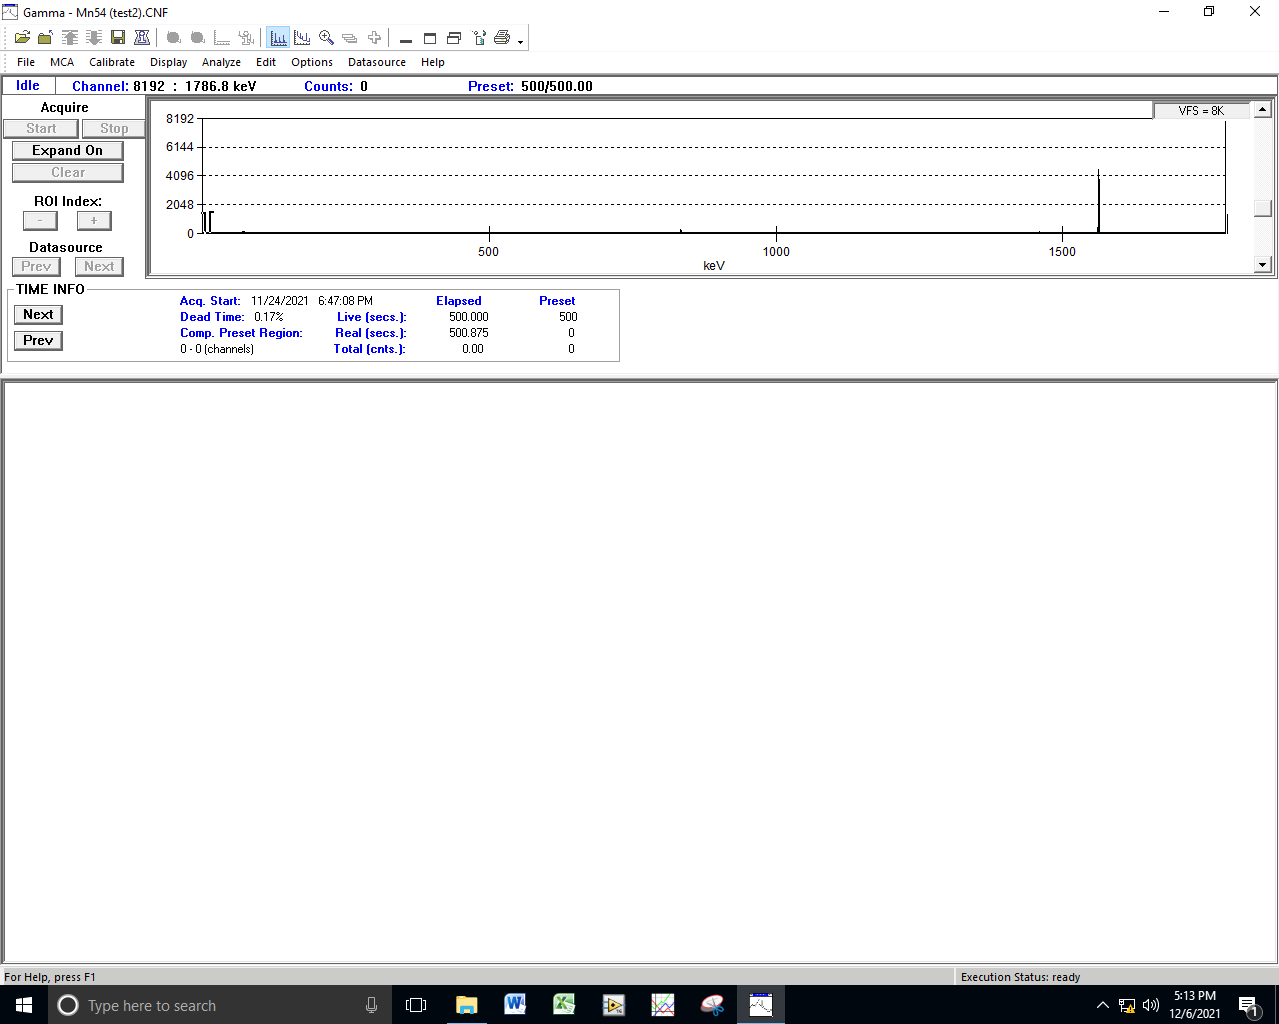 Gamma - Mn54 (test2).CNF
File MCA Calibrate Display Analyze Edit Options Datasource Help
Idle Channel: 8192 : 1786.8 keV Counts: 0 Preset: 500/500.00
Acquire
Start Stop
Expand On
Clear
ROI Index:
- +
Datasource
Prev Next
VFS = 8K
8192
6144
4096
2048
0
500 1000 1500
keV
TIME INFO
Next
Prev
Acq. Start: 11/24/2021 6:47:08 PM Elapsed Preset
Dead Time: 0.17% Live (secs.): 500.000 500
Comp. Preset Region: Real (secs.): 500.875 0
0 - 0 (channels) Total (cnts.): 0.00 0
For Help, press F1 Execution Status: ready
Type here to search
5:13 PM
12/6/2021
1